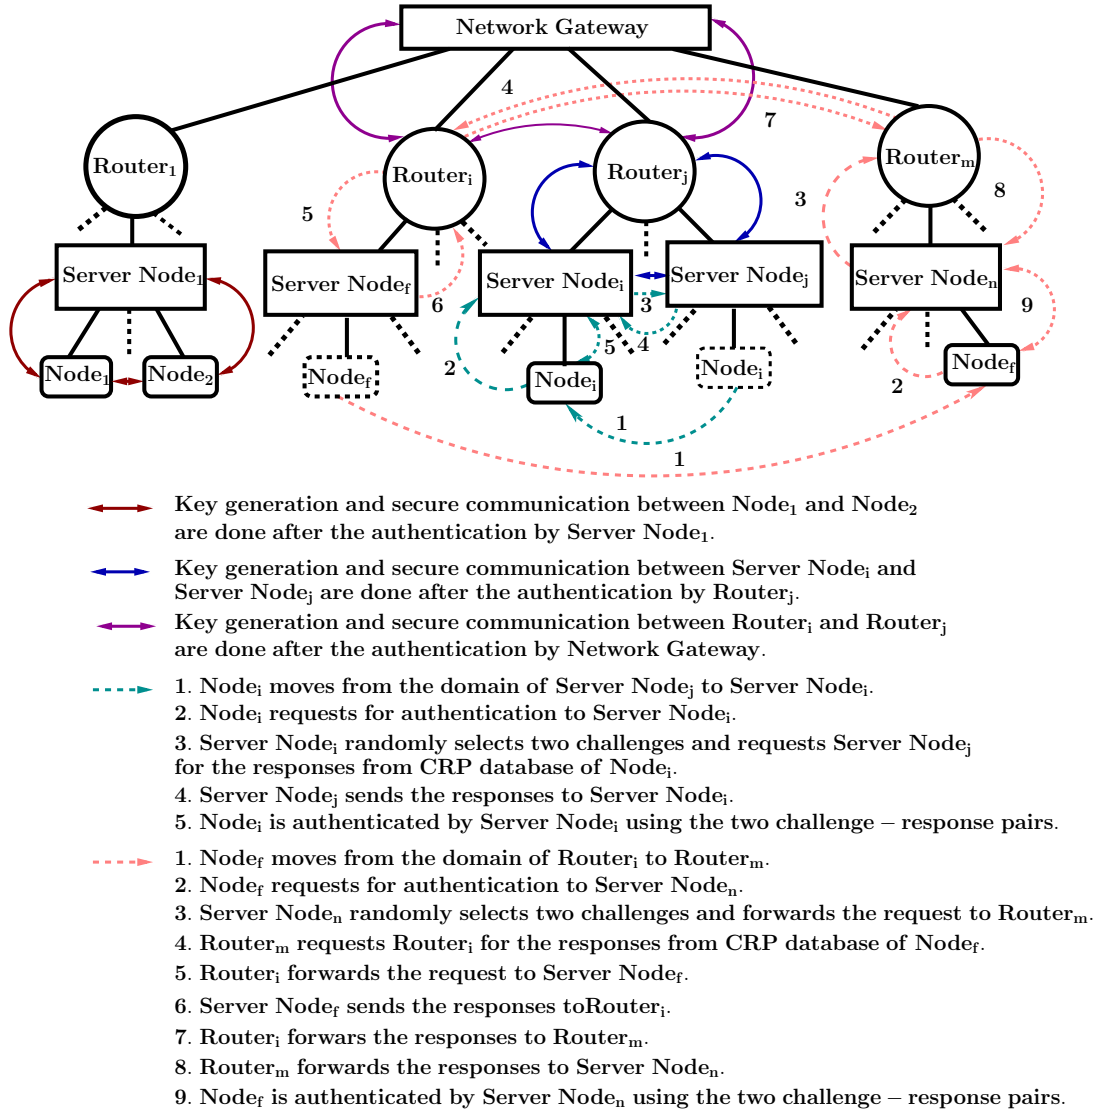 Network Gateway
4
7
Router₁
Routerᵢ
Routerⱼ
Routerₘ
5
3
8
Server Node₁
Server Node_f
6
Server Nodeᵢ
3
Server Nodeⱼ
Server Nodeₙ
9
Node₁
Node₂
Node_f
2
5
4
Nodeᵢ
Nodeᵢ
2
Node_f
1
1
Key generation and secure communication between Node₁ and Node₂
are done after the authentication by Server Node₁.
Key generation and secure communication between Server Nodeᵢ and
Server Nodeⱼ are done after the authentication by Routerⱼ.
Key generation and secure communication between Routerᵢ and Routerⱼ
are done after the authentication by Network Gateway.
1. Nodeᵢ moves from the domain of Server Nodeⱼ to Server Nodeᵢ.
2. Nodeᵢ requests for authentication to Server Nodeᵢ.
3. Server Nodeᵢ randomly selects two challenges and requests Server Nodeⱼ
for the responses from CRP database of Nodeᵢ.
4. Server Nodeⱼ sends the responses to Server Nodeᵢ.
5. Nodeᵢ is authenticated by Server Nodeᵢ using the two challenge – response pairs.
1. Node_f moves from the domain of Routerᵢ to Routerₘ.
2. Node_f requests for authentication to Server Nodeₙ.
3. Server Nodeₙ randomly selects two challenges and forwards the request to Routerₘ.
4. Routerₘ requests Routerᵢ for the responses from CRP database of Node_f.
5. Routerᵢ forwards the request to Server Node_f.
6. Server Node_f sends the responses toRouterᵢ.
7. Routerᵢ forwars the responses to Routerₘ.
8. Routerₘ forwards the responses to Server Nodeₙ.
9. Node_f is authenticated by Server Nodeₙ using the two challenge – response pairs.